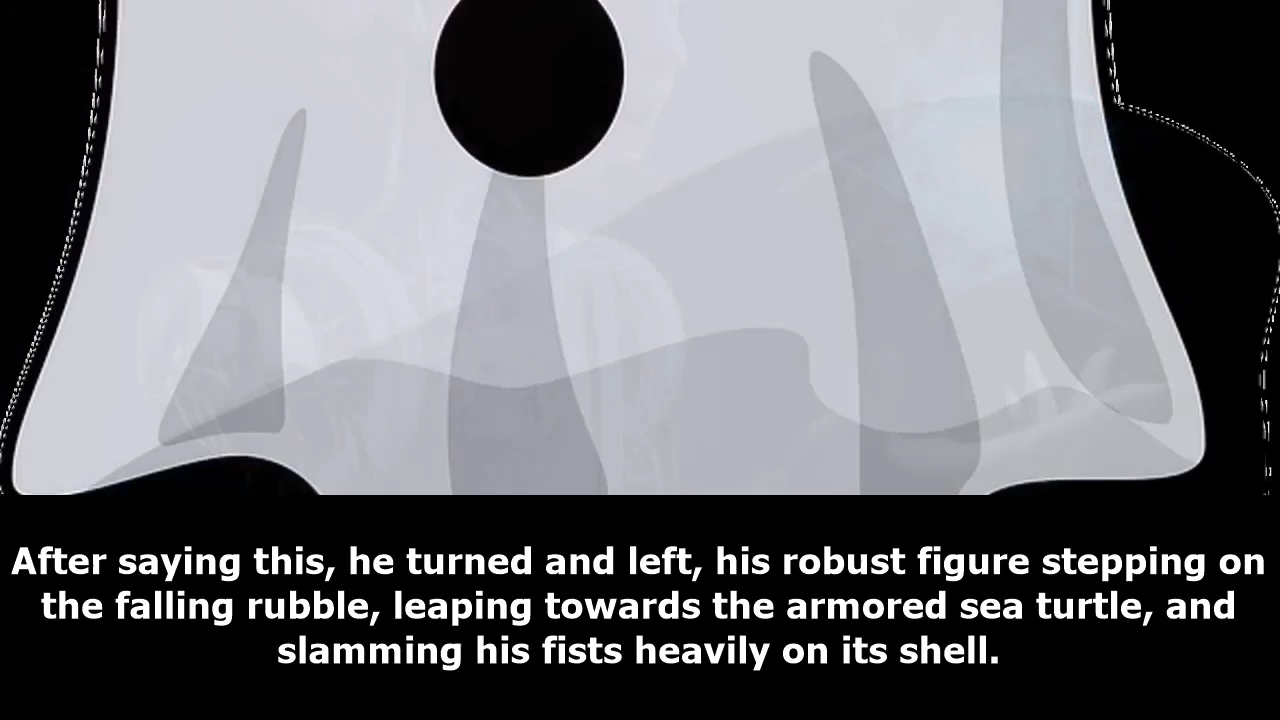 After saying this, he turned and left, his robust figure stepping on
the falling rubble, leaping towards the armored sea turtle, and
slamming his fists heavily on its shell.